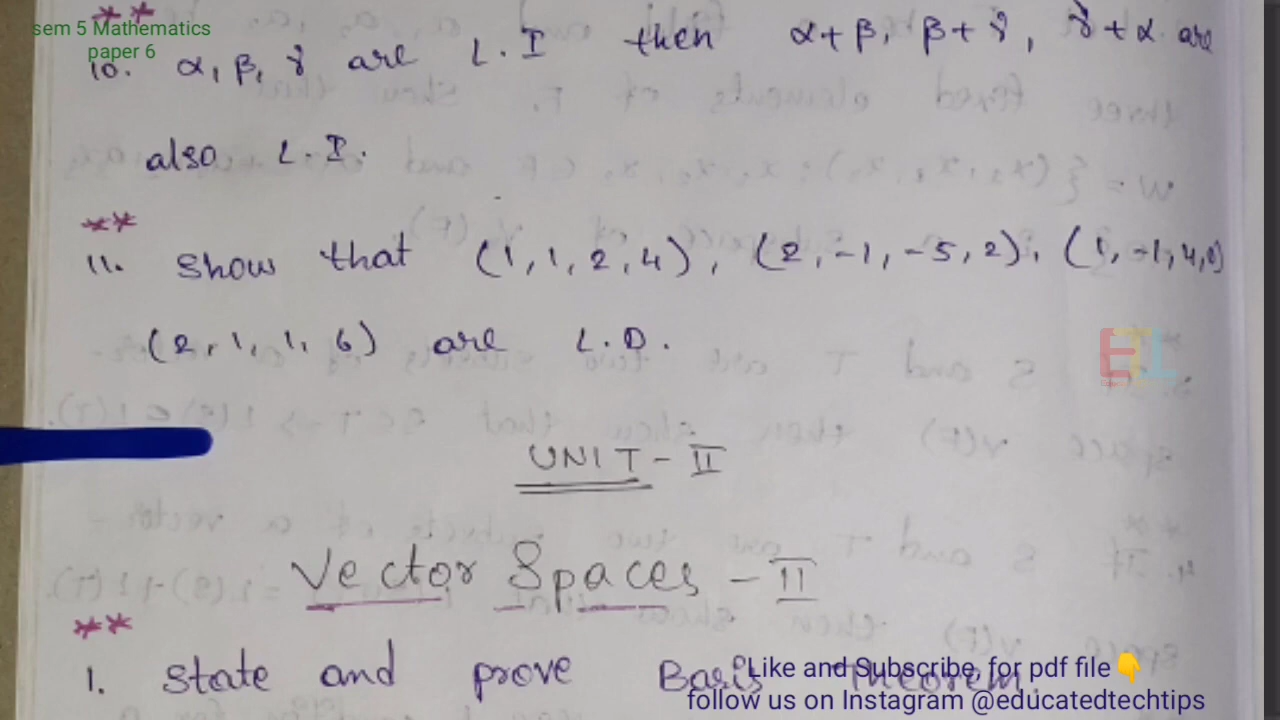 sem 5 Mathematics
paper 6
**
10. α, β, γ are L.I then α+β, β+γ, γ+α are
also L.I.
**
11. Show that (1,1,2,4), (2,-1,-5,2), (1,-1,4,0)
(2,1,1,6) are L.D.
UNIT-II
Vector Spaces-II
**
1. State and prove Basis Theorem.
Like and Subscribe, for pdf file👇
follow us on Instagram @educatedtechtips